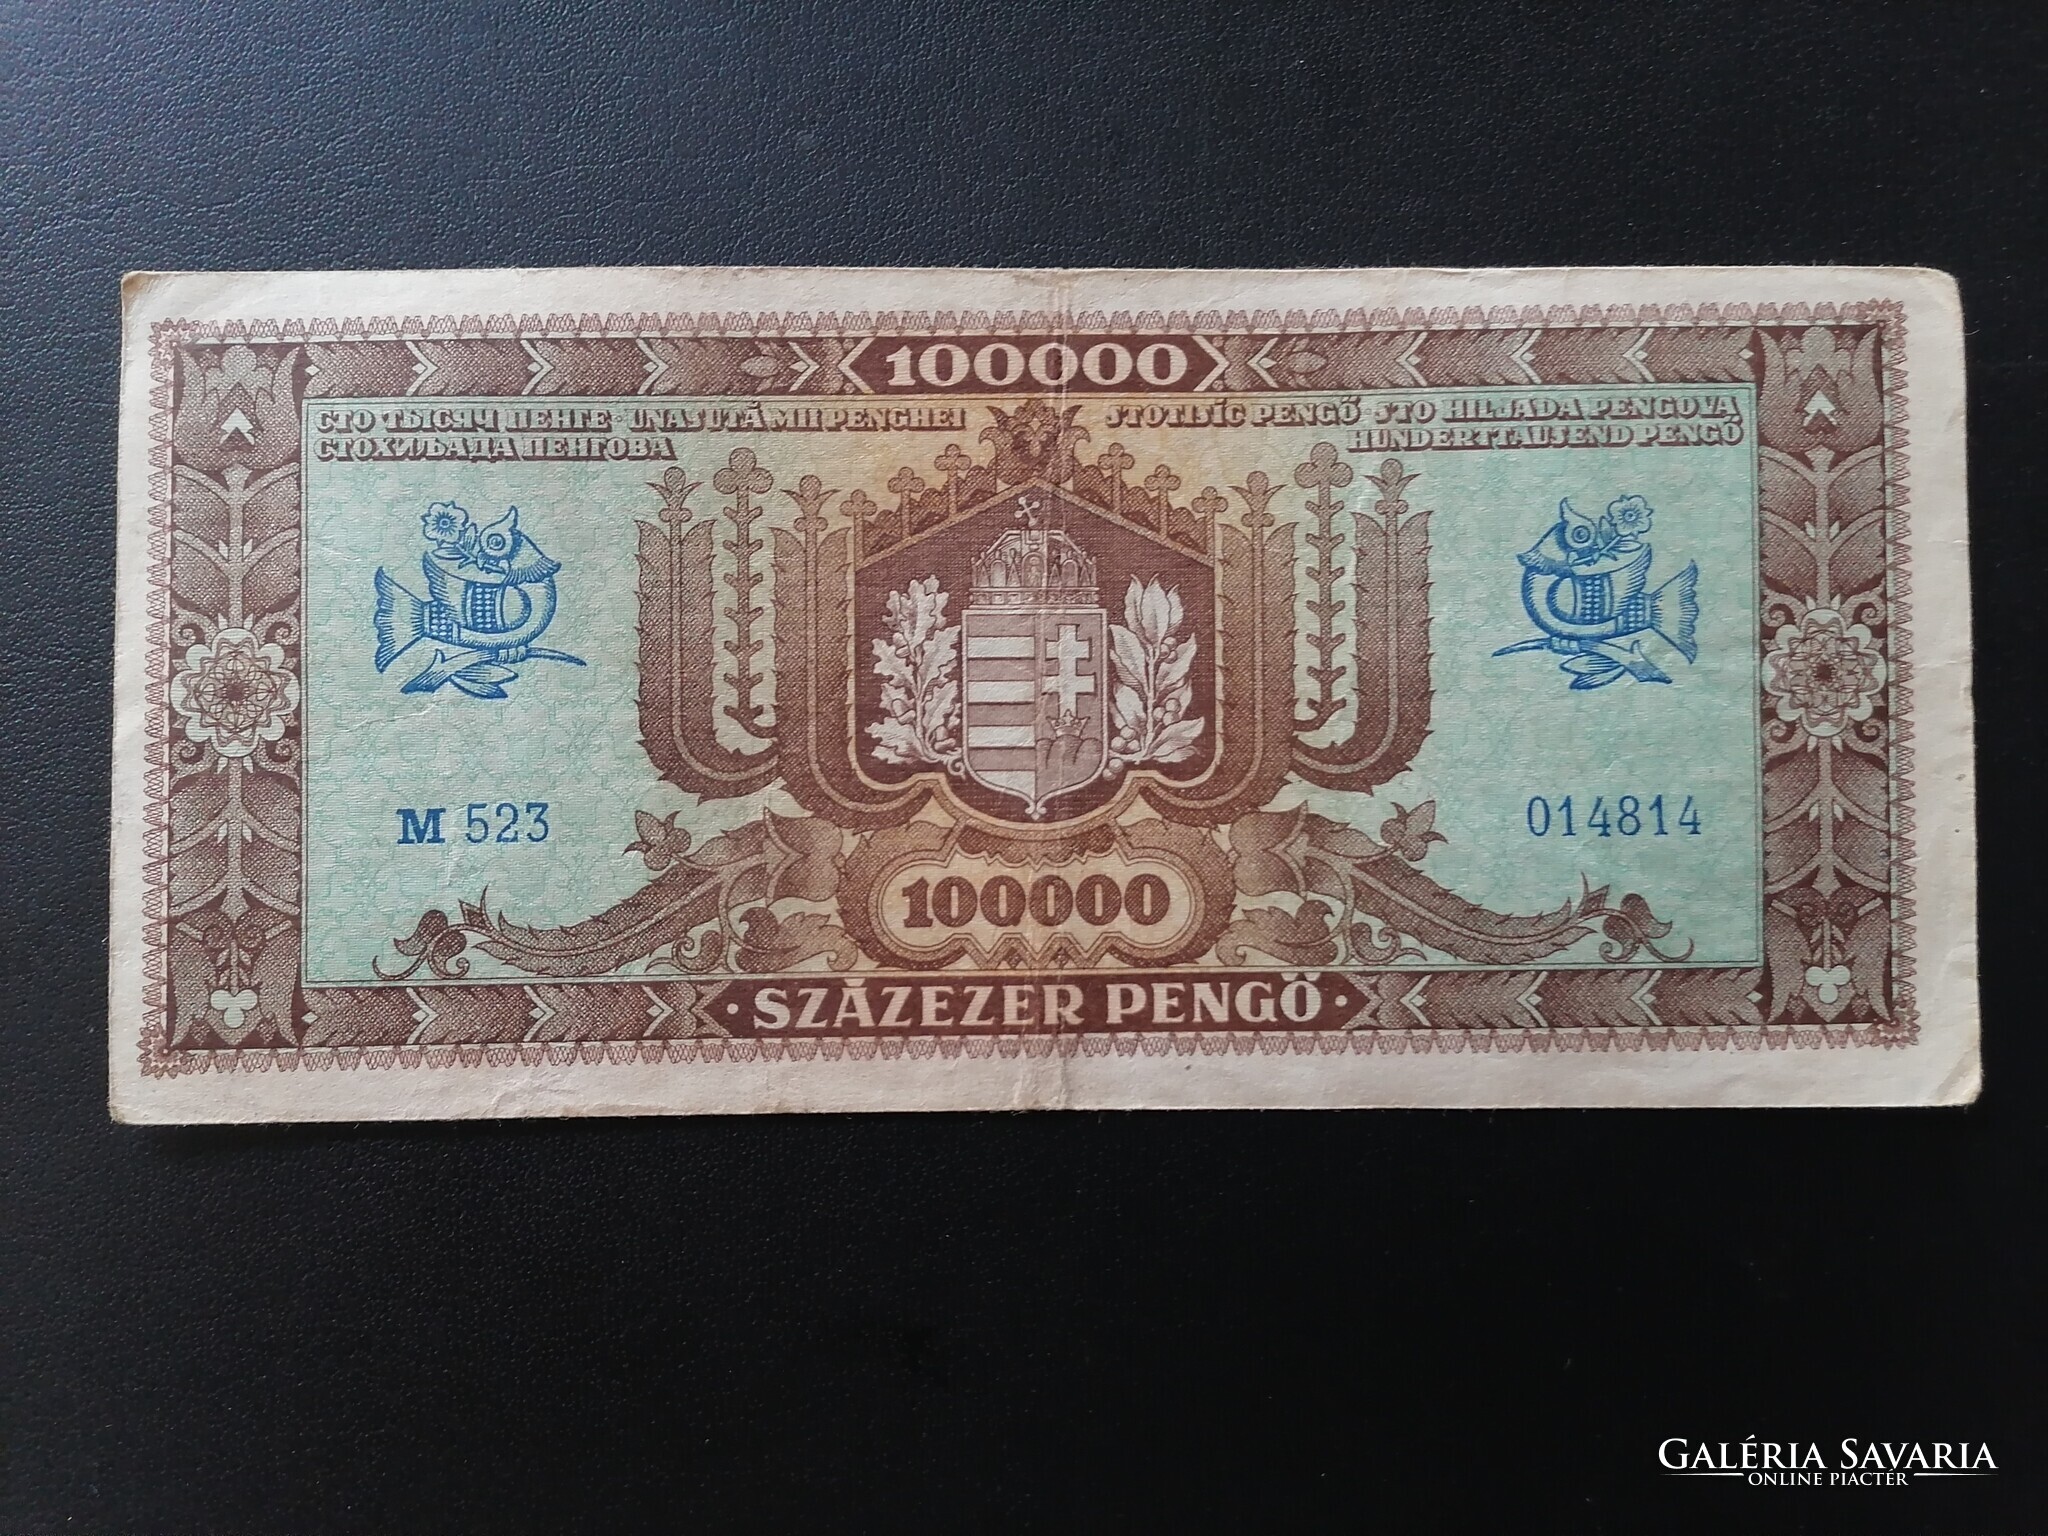 100000
СТО ТЫСЯЧ ПЕНГЕ · UNASUTĂ MII PENGHEI STOTISÍC PENGŐ · STO HILJADA PENGOVA
СТОХИЉАДА ПЕНГОВА HUNDERTTAUSEND PENGŐ
M 523 014814
100000
· SZÁZEZER PENGŐ ·
GALÉRIA SAVARIA
ONLINE PIACTÉR